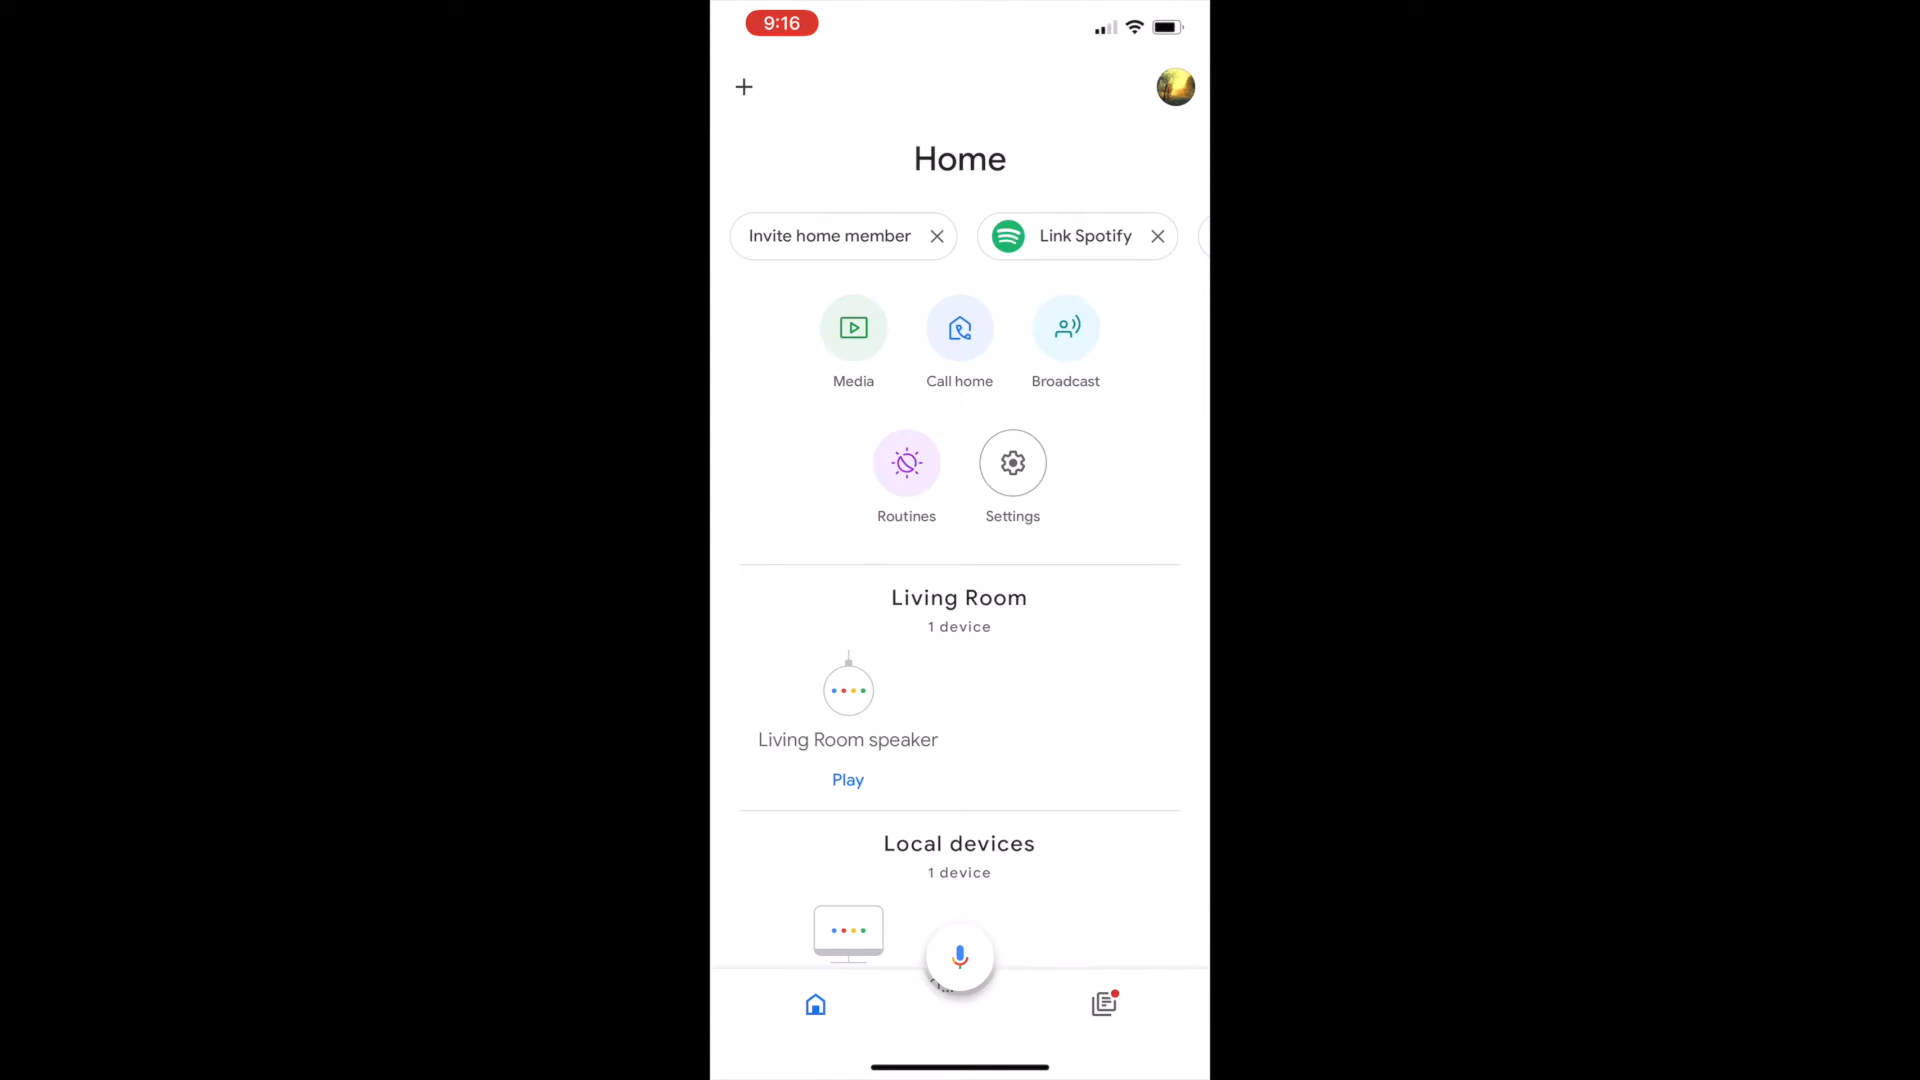 9:16
Home
Invite home member
Link Spotify
Media
Call home
Broadcast
Routines
Settings
Living Room
1 device
Living Room speaker
Play
Local devices
1 device